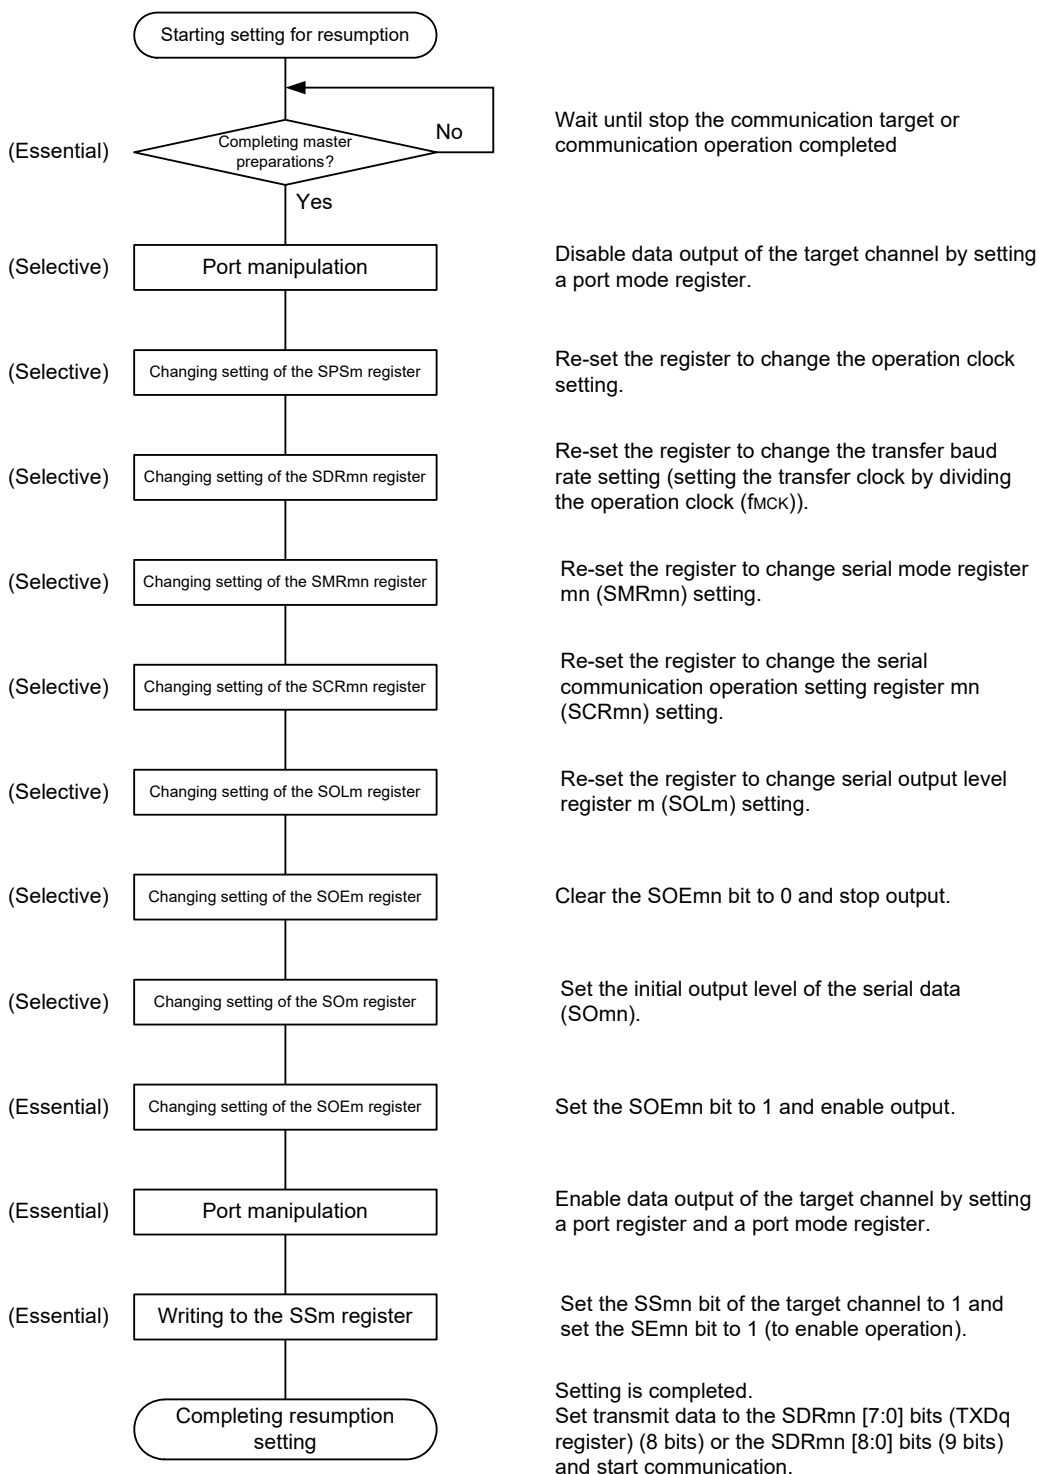 Starting setting for resumption
(Essential)
Completing master
preparations?
No
Yes
Wait until stop the communication target or
communication operation completed
(Selective)
Port manipulation
Disable data output of the target channel by setting
a port mode register.
(Selective)
Changing setting of the SPSm register
Re-set the register to change the operation clock
setting.
(Selective)
Changing setting of the SDRmn register
Re-set the register to change the transfer baud
rate setting (setting the transfer clock by dividing
the operation clock (fMCK)).
(Selective)
Changing setting of the SMRmn register
Re-set the register to change serial mode register
mn (SMRmn) setting.
(Selective)
Changing setting of the SCRmn register
Re-set the register to change the serial
communication operation setting register mn
(SCRmn) setting.
(Selective)
Changing setting of the SOLm register
Re-set the register to change serial output level
register m (SOLm) setting.
(Selective)
Changing setting of the SOEm register
Clear the SOEmn bit to 0 and stop output.
(Selective)
Changing setting of the SOm register
Set the initial output level of the serial data
(SOmn).
(Essential)
Changing setting of the SOEm register
Set the SOEmn bit to 1 and enable output.
(Essential)
Port manipulation
Enable data output of the target channel by setting
a port register and a port mode register.
(Essential)
Writing to the SSm register
Set the SSmn bit of the target channel to 1 and
set the SEmn bit to 1 (to enable operation).
Completing resumption
setting
Setting is completed.
Set transmit data to the SDRmn [7:0] bits (TXDq
register) (8 bits) or the SDRmn [8:0] bits (9 bits)
and start communication.